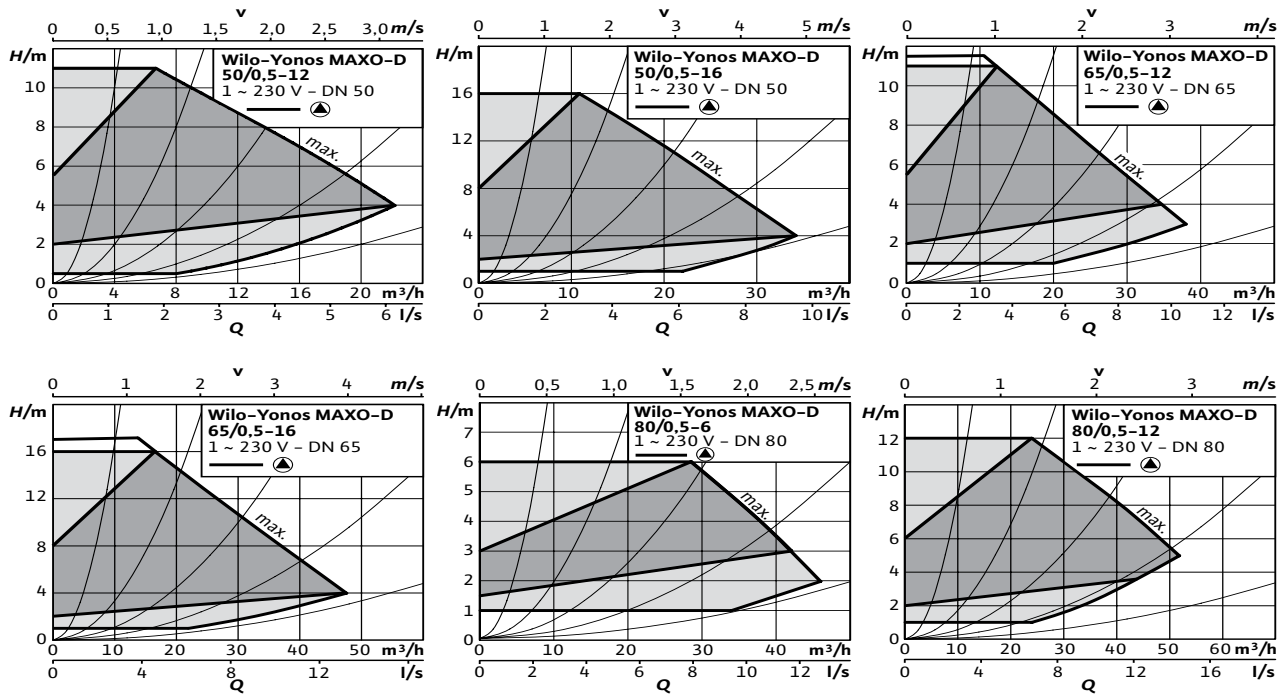 v
0 0,5 1,0 1,5 2,0 2,5 3,0 m/s
H/m
Wilo-Yonos MAXO-D
50/0,5-12
1 ~ 230 V - DN 50
max.
10
8
6
4
2
0
0 4 8 12 16 20 m³/h
0 1 2 3 4 5 6 l/s
Q
v
0 1 2 3 4 5 m/s
H/m
Wilo-Yonos MAXO-D
50/0,5-16
1 ~ 230 V - DN 50
max.
16
12
8
4
0
0 10 20 30 m³/h
0 2 4 6 8 10 l/s
Q
v
0 1 2 3 m/s
H/m
Wilo-Yonos MAXO-D
65/0,5-12
1 ~ 230 V - DN 65
max.
10
8
6
4
2
0
0 10 20 30 40 m³/h
0 2 4 6 8 10 12 l/s
Q
v
0 1 2 3 4 m/s
H/m
Wilo-Yonos MAXO-D
65/0,5-16
1 ~ 230 V - DN 65
max.
16
12
8
4
0
0 10 20 30 40 50 m³/h
0 4 8 12 l/s
Q
v
0 0,5 1,0 1,5 2,0 2,5 m/s
H/m
Wilo-Yonos MAXO-D
80/0,5-6
1 ~ 230 V - DN 80
max.
7
6
5
4
3
2
1
0
0 10 20 30 40 m³/h
0 2 4 6 8 10 12 l/s
Q
v
0 1 2 3 m/s
H/m
Wilo-Yonos MAXO-D
80/0,5-12
1 ~ 230 V - DN 80
max.
12
10
8
6
4
2
0
0 10 20 30 40 50 60 m³/h
0 4 8 12 16 l/s
Q